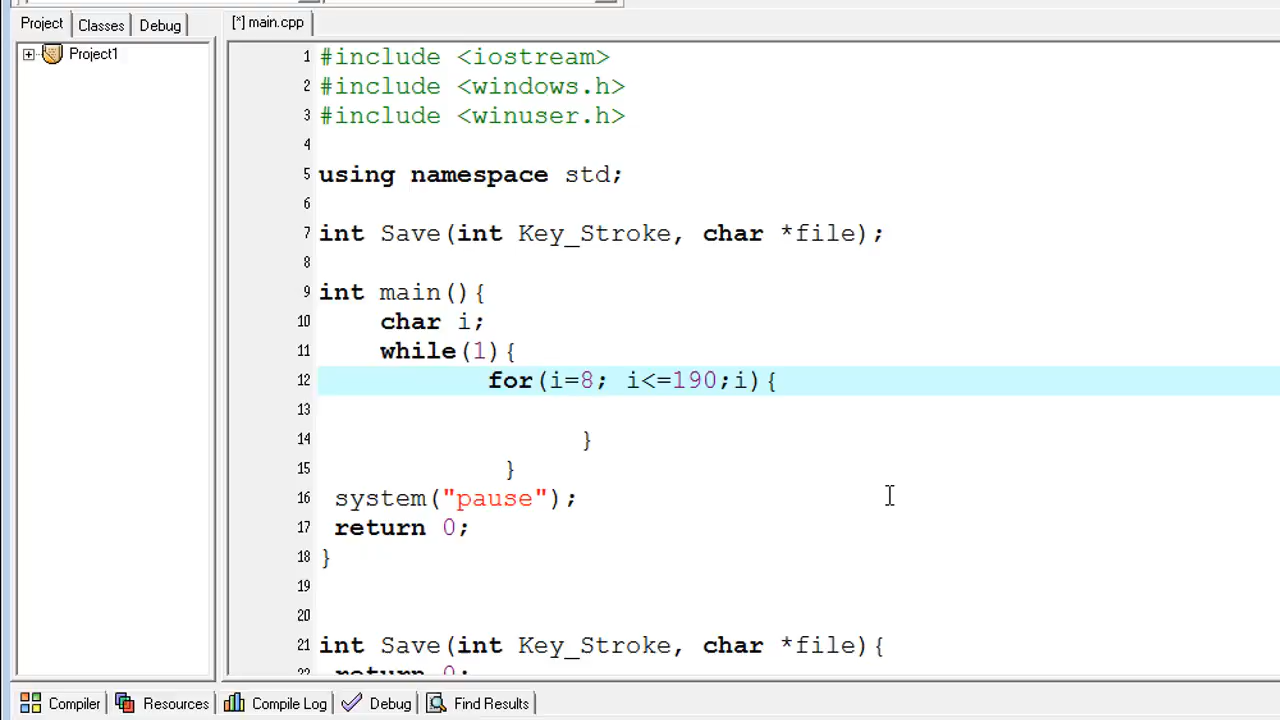 Project Classes Debug [*] main.cpp
Project1
1 #include <iostream>
2 #include <windows.h>
3 #include <winuser.h>
4
5 using namespace std;
6
7 int Save(int Key_Stroke, char *file);
8
9 int main(){
10 char i;
11 while(1){
12 for(i=8; i<=190;i){
13
14 }
15 }
16 system("pause");
17 return 0;
18 }
19
20
21 int Save(int Key_Stroke, char *file){
22 return 0;
Compiler Resources Compile Log Debug Find Results